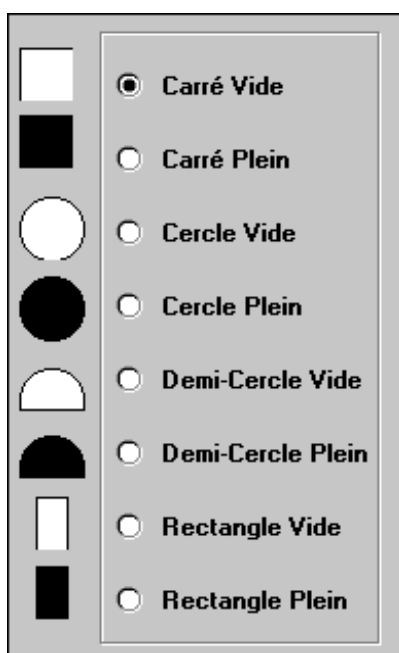 Carré Vide
Carré Plein
Cercle Vide
Cercle Plein
Demi-Cercle Vide
Demi-Cercle Plein
Rectangle Vide
Rectangle Plein